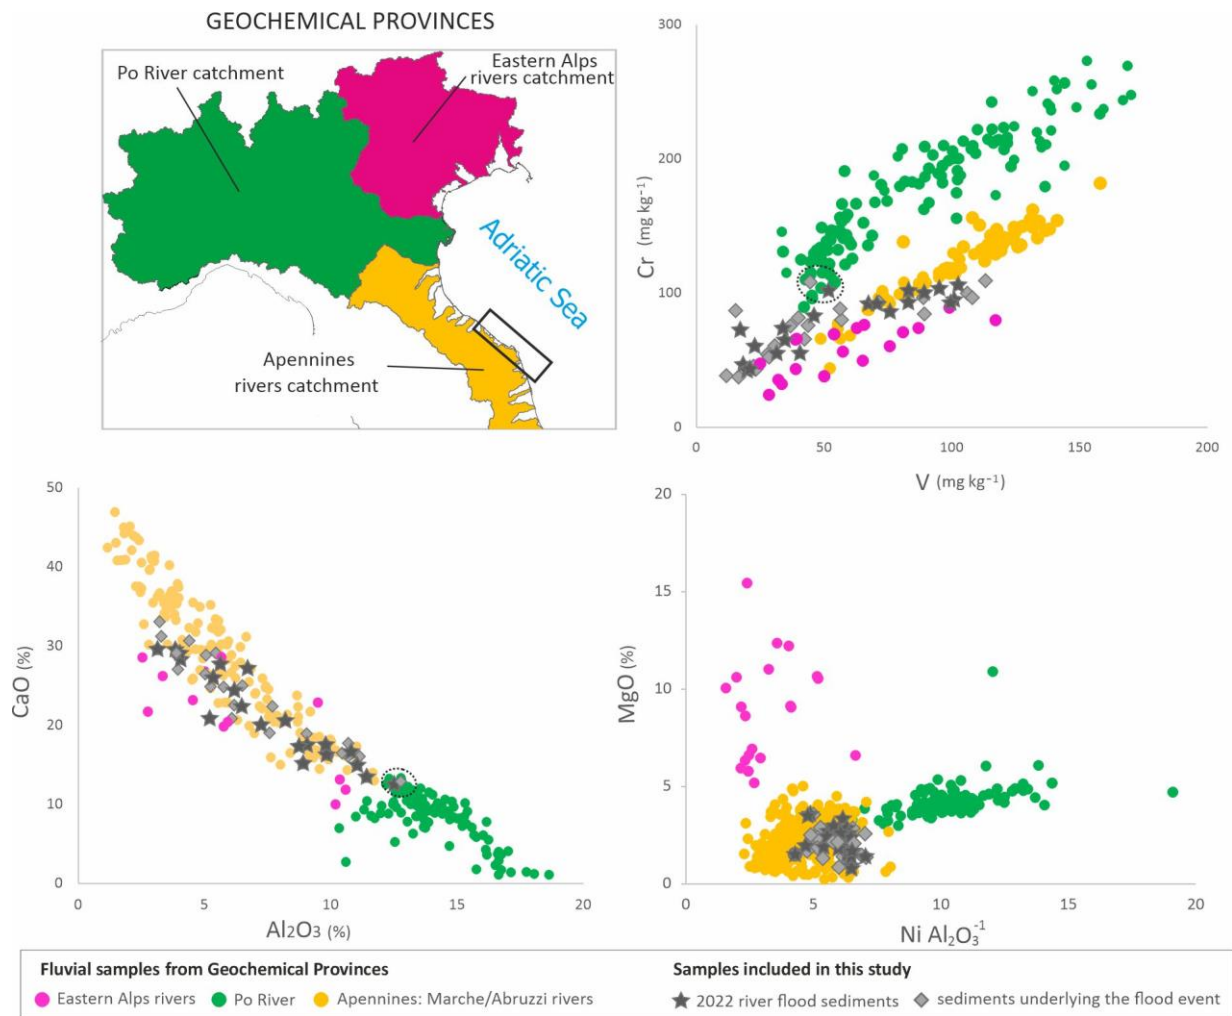 GEOCHEMICAL PROVINCES
Po River catchment
Eastern Alps
rivers catchment
Adriatic Sea
Apennines
rivers catchment
300
200
100
0
Cr (mg kg⁻¹)
0 50 100 150 200
V (mg kg⁻¹)
50
40
30
20
10
0
CaO (%)
0 5 10 15 20
Al₂O₃ (%)
20
15
10
5
0
MgO (%)
0 5 10 15 20
Ni Al₂O₃⁻¹
Fluvial samples from Geochemical Provinces
Eastern Alps rivers Po River Apennines: Marche/Abruzzi rivers
Samples included in this study
2022 river flood sediments sediments underlying the flood event